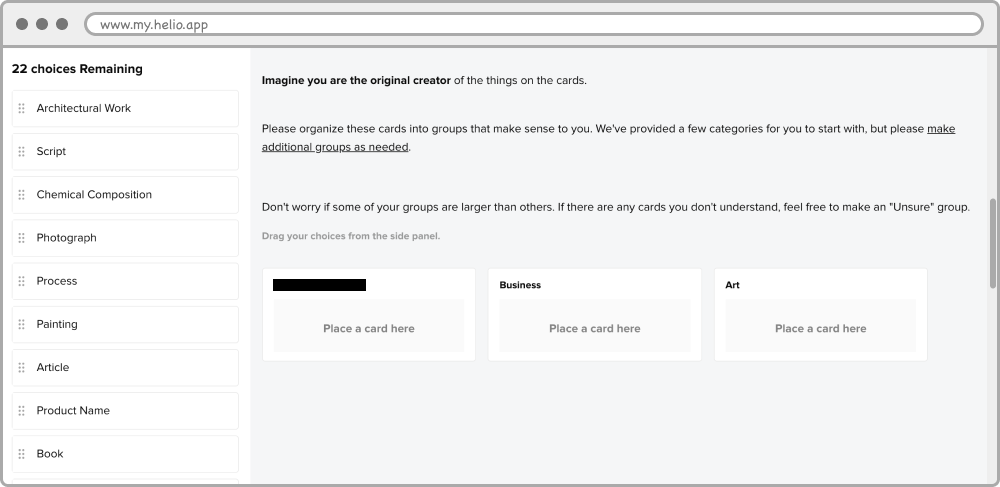 www.my.helio.app
22 choices Remaining
Architectural Work
Script
Chemical Composition
Photograph
Process
Painting
Article
Product Name
Book
Imagine you are the original creator of the things on the cards.
Please organize these cards into groups that make sense to you. We've provided a few categories for you to start with, but please make
additional groups as needed.
Don't worry if some of your groups are larger than others. If there are any cards you don't understand, feel free to make an "Unsure" group.
Drag your choices from the side panel.
Place a card here
Business
Place a card here
Art
Place a card here